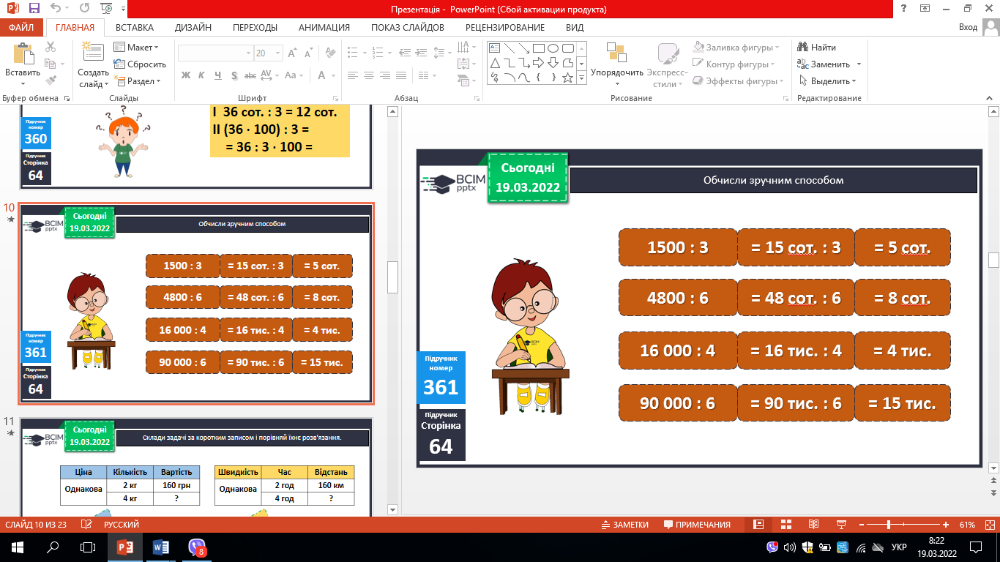 Презентація - PowerPoint (Сбой активации продукта)
ФАЙЛ ГЛАВНАЯ ВСТАВКА ДИЗАЙН ПЕРЕХОДЫ АНИМАЦИЯ ПОКАЗ СЛАЙДОВ РЕЦЕНЗИРОВАНИЕ ВИД Вход
Вставить
Буфер обмена
Создать слайд
Макет
Сбросить
Раздел
Слайды
20
Ж К Ч S abc AV Aa А
Шрифт
Абзац
Упорядочить
Экспресс-стили
Заливка фигуры
Контур фигуры
Эффекты фигуры
Рисование
Найти
Заменить
Выделить
Редактирование
Підручник
номер
360
Підручник
Сторінка
64
I 36 сот. : 3 = 12 сот.
II (36 · 100) : 3 =
= 36 : 3 · 100 =
10
Сьогодні
19.03.2022
BCIM
pptx
Обчисли зручним способом
1500 : 3 = 15 сот. : 3 = 5 сот.
4800 : 6 = 48 сот. : 6 = 8 сот.
16 000 : 4 = 16 тис. : 4 = 4 тис.
90 000 : 6 = 90 тис. : 6 = 15 тис.
Підручник
номер
361
Підручник
Сторінка
64
11
Сьогодні
19.03.2022
BCIM
pptx
Склади задачі за коротким записом і порівняй їхнє розв'язання.
Ціна Кількість Вартість
Однакова 2 кг 160 грн
4 кг ?
Швидкість Час Відстань
Однакова 2 год 160 км
4 год ?
Сьогодні
19.03.2022
BCIM
pptx
Обчисли зручним способом
1500 : 3 = 15 сот. : 3 = 5 сот.
4800 : 6 = 48 сот. : 6 = 8 сот.
16 000 : 4 = 16 тис. : 4 = 4 тис.
90 000 : 6 = 90 тис. : 6 = 15 тис.
Підручник
номер
361
Підручник
Сторінка
64
СЛАЙД 10 ИЗ 23 РУССКИЙ ЗАМЕТКИ ПРИМЕЧАНИЯ 61%
8
УКР
8:22
19.03.2022